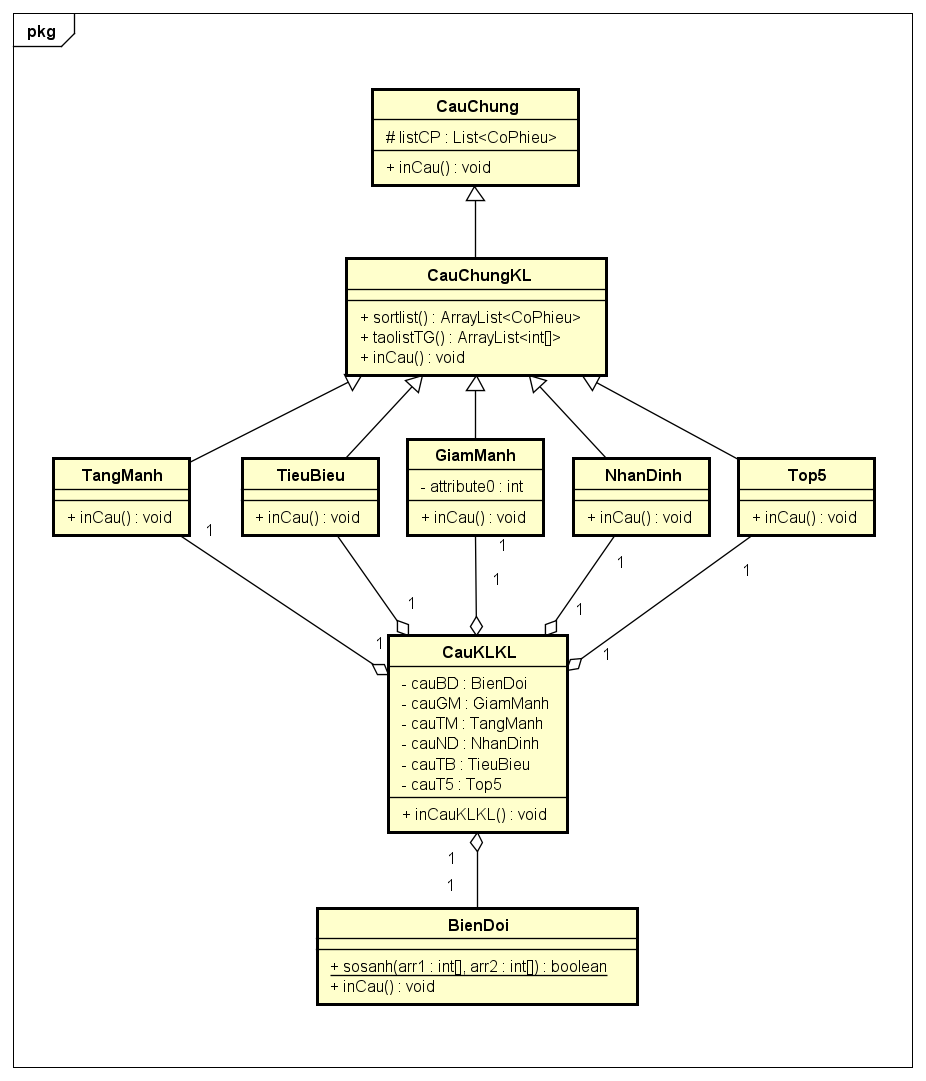 pkg
CauChung
# listCP : List<CoPhieu>
+ inCau() : void
CauChungKL
+ sortlist() : ArrayList<CoPhieu>
+ taolistTG() : ArrayList<int[]>
+ inCau() : void
TangManh
+ inCau() : void
TieuBieu
+ inCau() : void
GiamManh
- attribute0 : int
+ inCau() : void
NhanDinh
+ inCau() : void
Top5
+ inCau() : void
1
1
1
1
1
1
1
1
1
CauKLKL
- cauBD : BienDoi
- cauGM : GiamManh
- cauTM : TangManh
- cauND : NhanDinh
- cauTB : TieuBieu
- cauT5 : Top5
+ inCauKLKL() : void
1
1
BienDoi
+ sosanh(arr1 : int[], arr2 : int[]) : boolean
+ inCau() : void